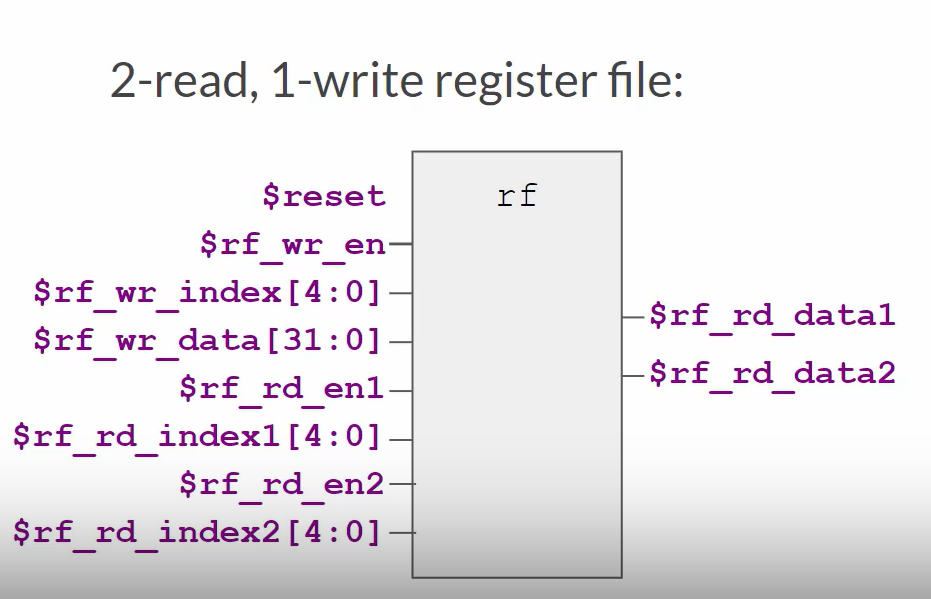 2-read, 1-write register file:
rf
$reset
$rf_wr_en
$rf_wr_index[4:0]
$rf_wr_data[31:0]
$rf_rd_en1
$rf_rd_index1[4:0]
$rf_rd_en2
$rf_rd_index2[4:0]
$rf_rd_data1
$rf_rd_data2